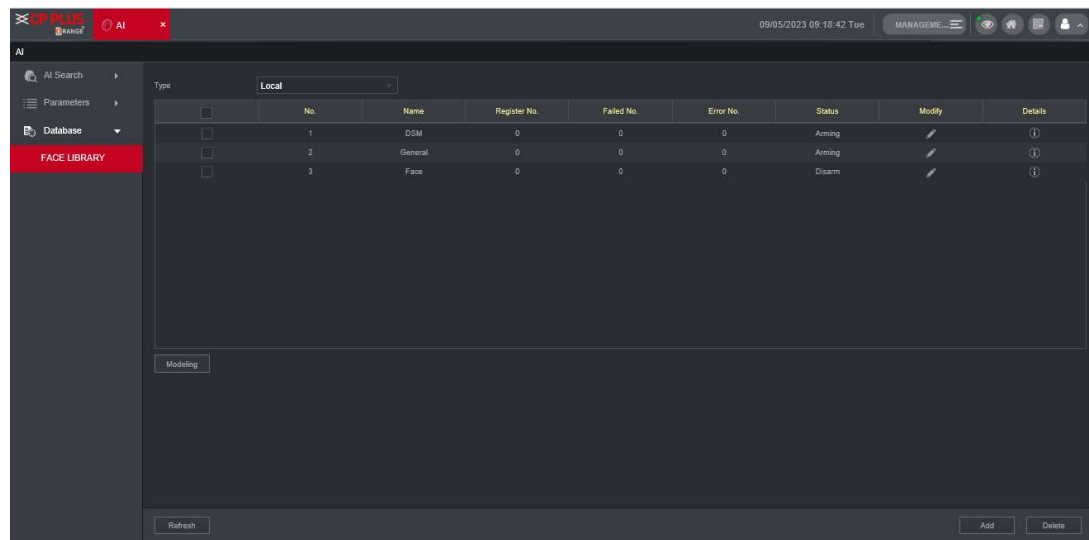 CP PLUS
ORANGE
AI
09/05/2023 09:18:42 Tue
MANAGEME...
AI
AI Search
Parameters
Database
FACE LIBRARY
Type Local
No. Name Register No. Failed No. Error No. Status Modify Details
1 DSM 0 0 0 Arming
2 General 0 0 0 Arming
3 Face 0 0 0 Disarm
Modeling
Refresh Add Delete